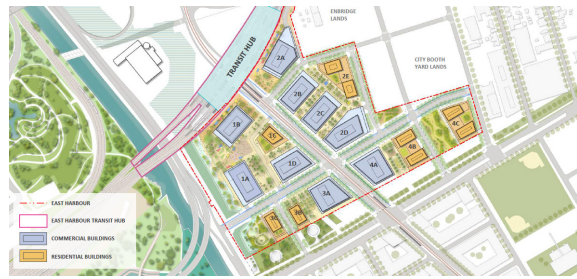 ENBRIDGE
LANDS
TRANSIT HUB
CITY BOOTH
YARD LANDS
2A
2E
2B
2C
2D
1B
1C
1D
1A
4C
4B
4A
3A
3B
3C
EAST HARBOUR
EAST HARBOUR TRANSIT HUB
COMMERCIAL BUILDINGS
RESIDENTIAL BUILDINGS